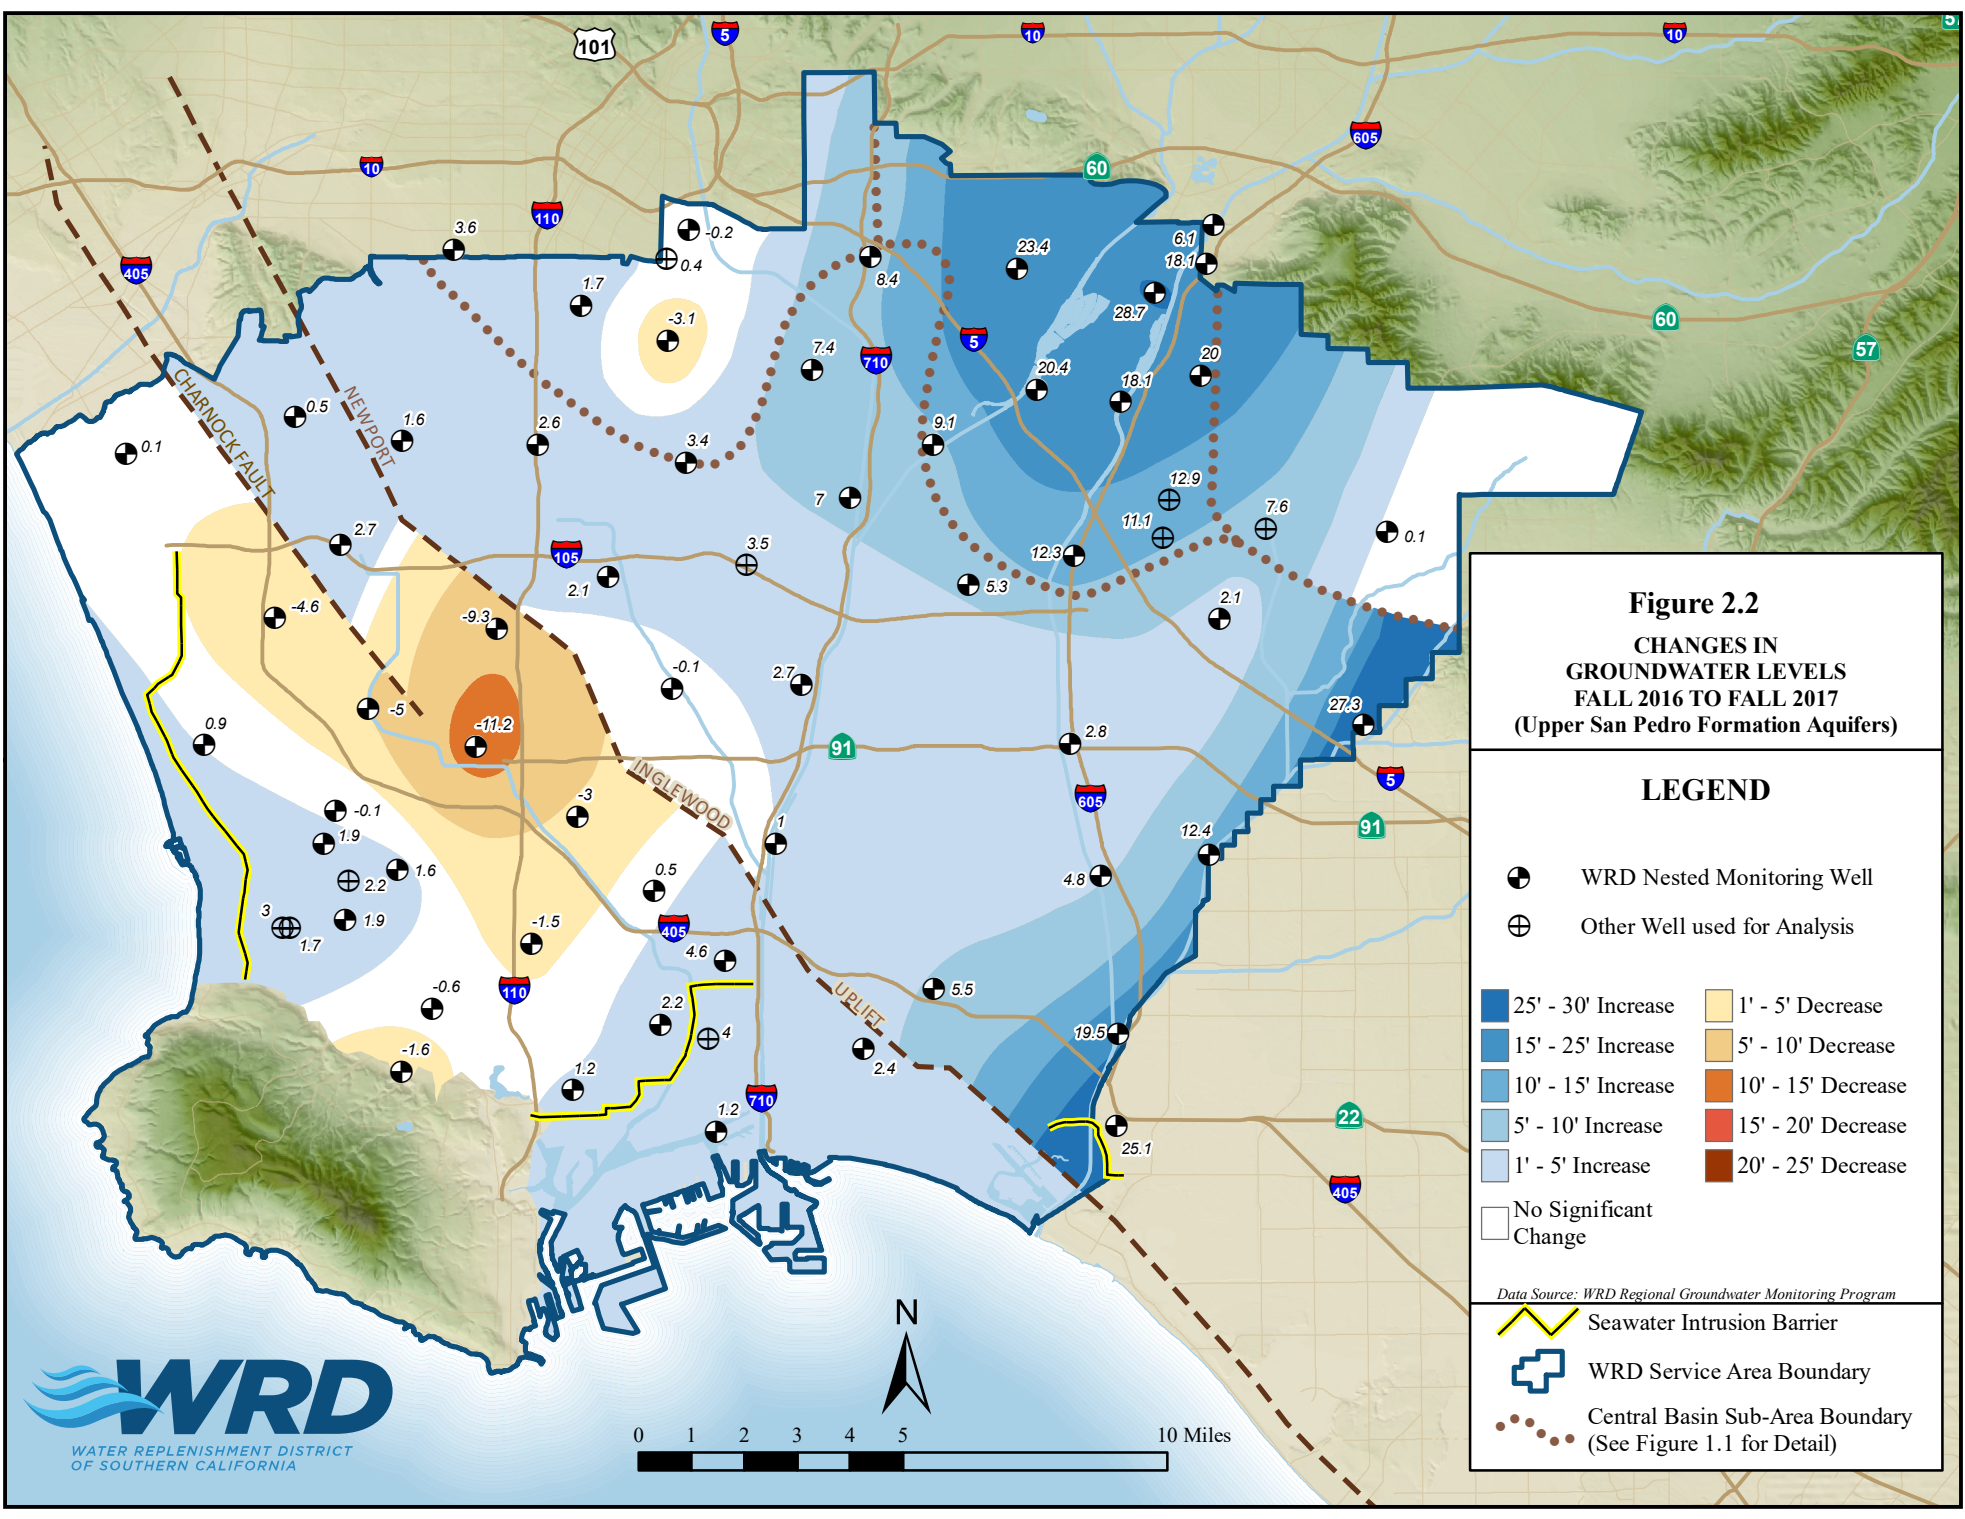 101
5
10
10
57
10
605
60
110
3.6
-0.2
6.1
405
0.4
23.4
18.1
8.4
1.7
28.7
60
-3.1
5
7.4
710
20
57
20.4
18.1
CHARNOCK FAULT
NEWPORT
0.5
1.6
2.6
9.1
3.4
0.1
7
12.9
7.6
11.1
2.7
3.5
105
12.3
0.1
2.1
5.3
2.1
-4.6
-9.3
-0.1
2.7
-5
27.3
0.9
-11.2
2.8
91
INGLEWOOD
5
605
-3
-0.1
1
91
1.9
12.4
1.6
0.5
4.8
2.2
3
1.9
-1.5
405
1.7
4.6
-0.6
110
5.5
UPLIFT
2.2
4
19.5
-1.6
1.2
2.4
710
1.2
22
25.1
405
Figure 2.2
CHANGES IN
GROUNDWATER LEVELS
FALL 2016 TO FALL 2017
(Upper San Pedro Formation Aquifers)
LEGEND
WRD Nested Monitoring Well
Other Well used for Analysis
25' - 30' Increase
15' - 25' Increase
10' - 15' Increase
5' - 10' Increase
1' - 5' Increase
No Significant
Change
1' - 5' Decrease
5' - 10' Decrease
10' - 15' Decrease
15' - 20' Decrease
20' - 25' Decrease
Data Source: WRD Regional Groundwater Monitoring Program
Seawater Intrusion Barrier
WRD Service Area Boundary
Central Basin Sub-Area Boundary
(See Figure 1.1 for Detail)
N
0 1 2 3 4 5 10 Miles
WRD
WATER REPLENISHMENT DISTRICT
OF SOUTHERN CALIFORNIA